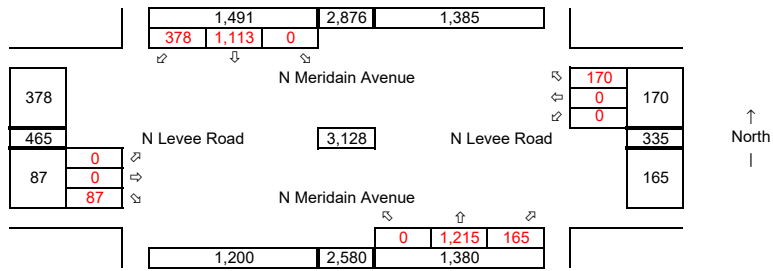 1,491 2,876 1,385
378 1,113 0
N Meridain Avenue
170
378 0 170
0
465 N Levee Road 3,128 N Levee Road 335 North
0
87 0 165
87 N Meridain Avenue
0 1,215 165
1,200 2,580 1,380